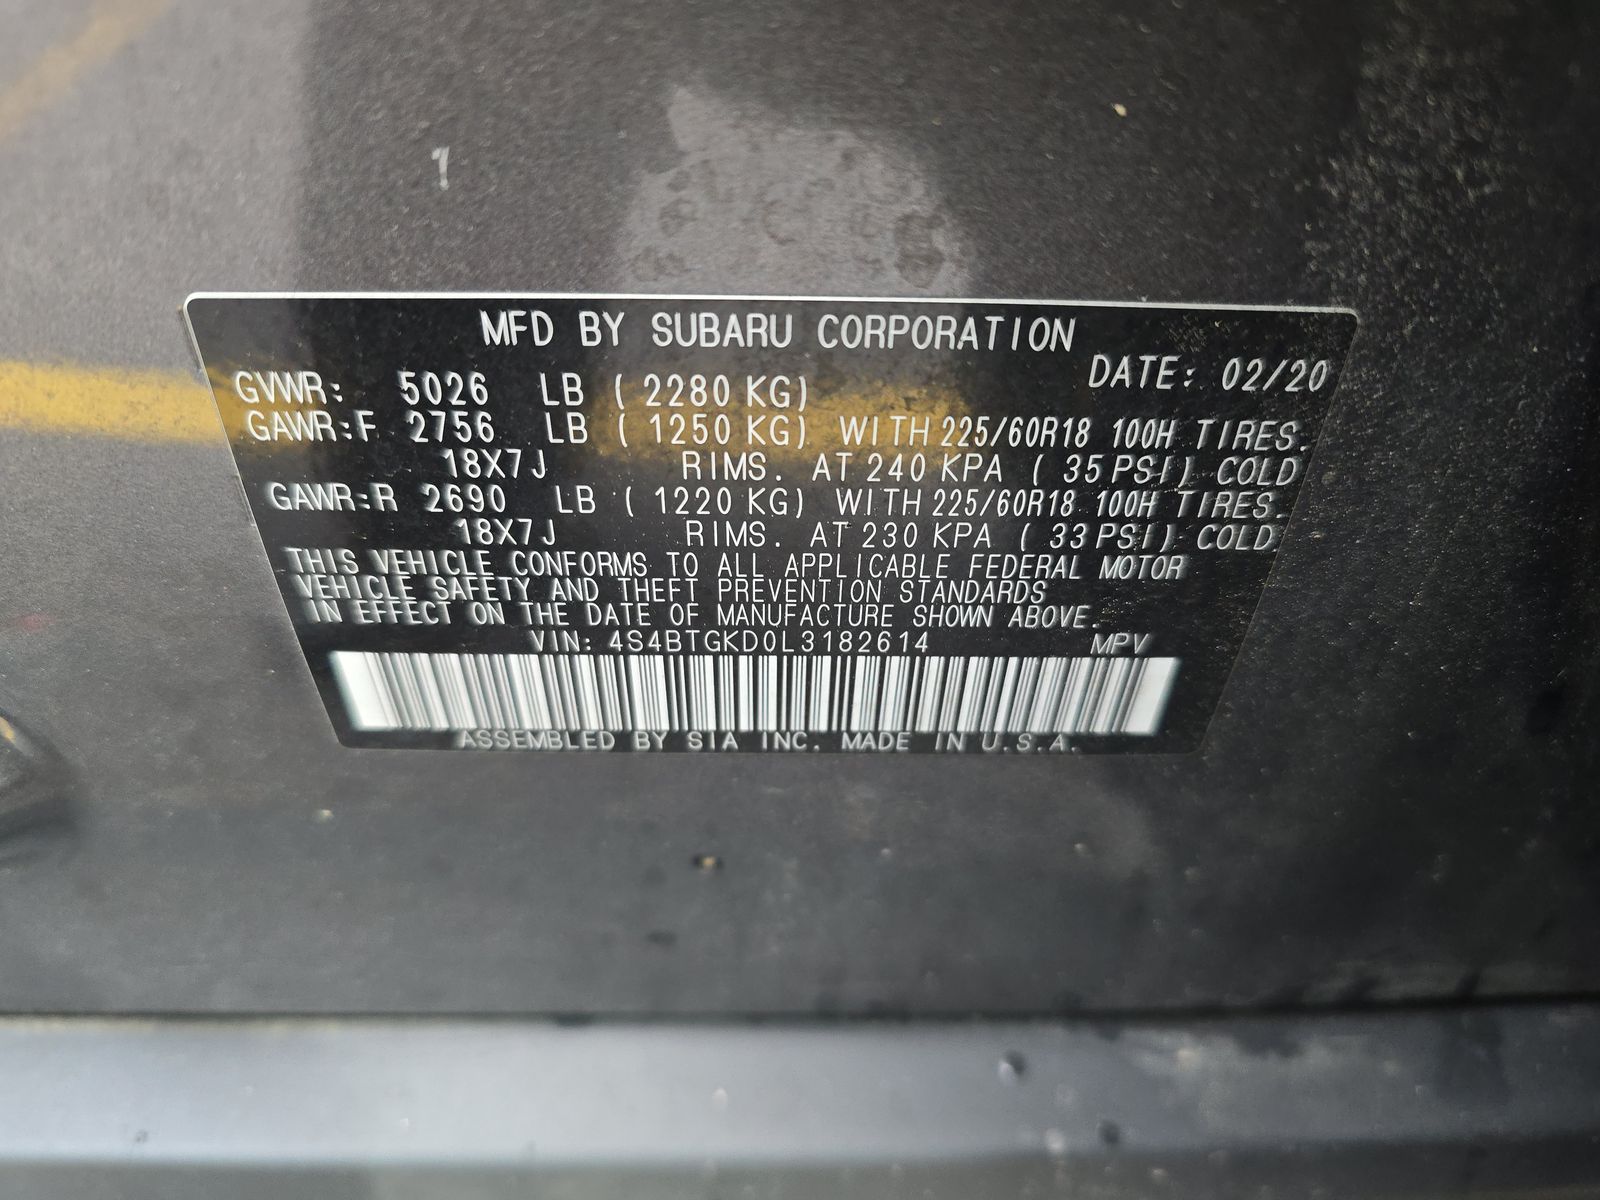 MFD BY SUBARU CORPORATION
DATE: 02/20
GVWR: 5026 LB ( 2280 KG)
GAWR:F 2756 LB ( 1250 KG) WITH 225/60R18 100H TIRES.
18X7J RIMS. AT 240 KPA ( 35 PSI) COLD
GAWR:R 2690 LB ( 1220 KG) WITH 225/60R18 100H TIRES.
18X7J RIMS. AT 230 KPA ( 33 PSI) COLD
THIS VEHICLE CONFORMS TO ALL APPLICABLE FEDERAL MOTOR
VEHICLE SAFETY AND THEFT PREVENTION STANDARDS
IN EFFECT ON THE DATE OF MANUFACTURE SHOWN ABOVE.
VIN: 4S4BTGKD0L3182614 MPV
ASSEMBLED BY SIA INC. MADE IN U.S.A.